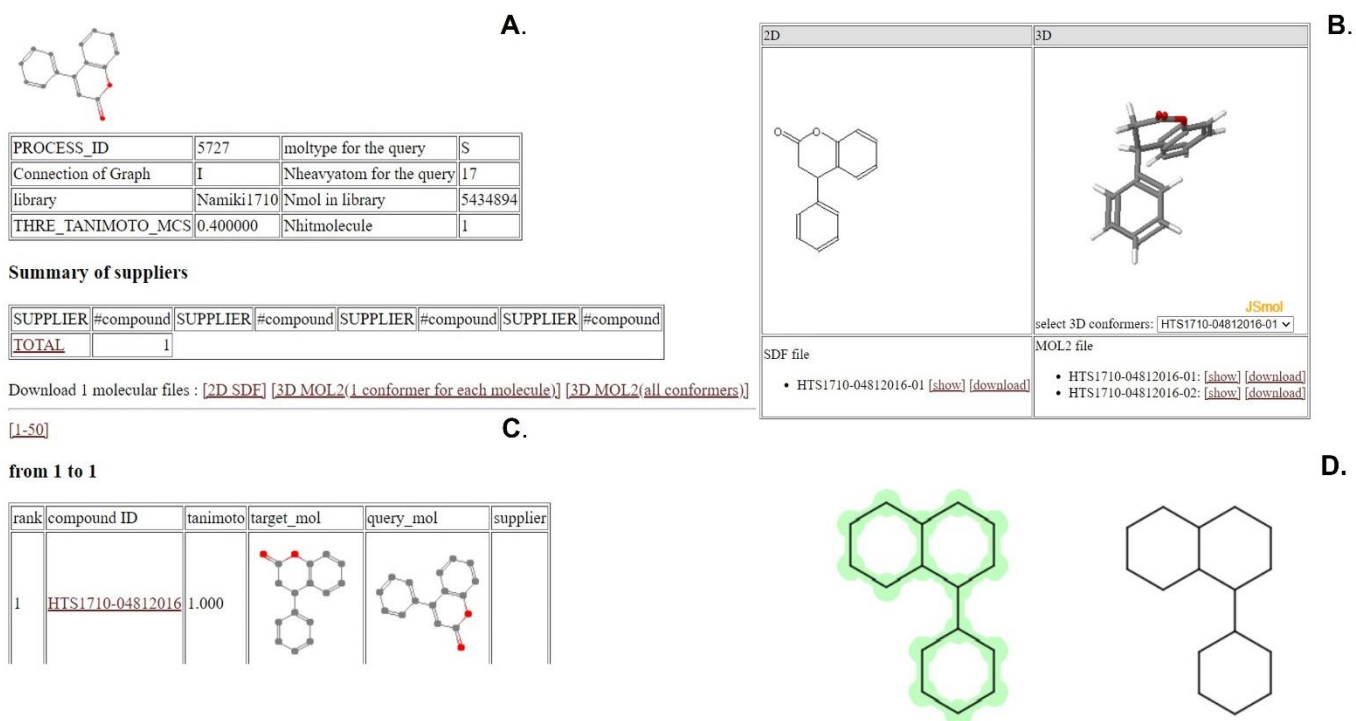 A.
PROCESS_ID 5727 moltype for the query S
Connection of Graph I Nheavyatom for the query 17
library Namiki1710 Nmol in library 5434894
THRE_TANIMOTO_MCS 0.400000 Nhitmolecule 1
Summary of suppliers
SUPPLIER #compound SUPPLIER #compound SUPPLIER #compound SUPPLIER #compound
TOTAL 1
Download 1 molecular files : [2D SDF] [3D MOL2(1 conformer for each molecule)] [3D MOL2(all conformers)]
B.
2D 3D
O O
JSmol
select 3D conformers: HTS1710-04812016-01
SDF file
• HTS1710-04812016-01 [show] [download]
MOL2 file
• HTS1710-04812016-01: [show] [download]
• HTS1710-04812016-02: [show] [download]
C.
[1-50]
from 1 to 1
rank compound ID tanimoto target_mol query_mol supplier
1 HTS1710-04812016 1.000
D.